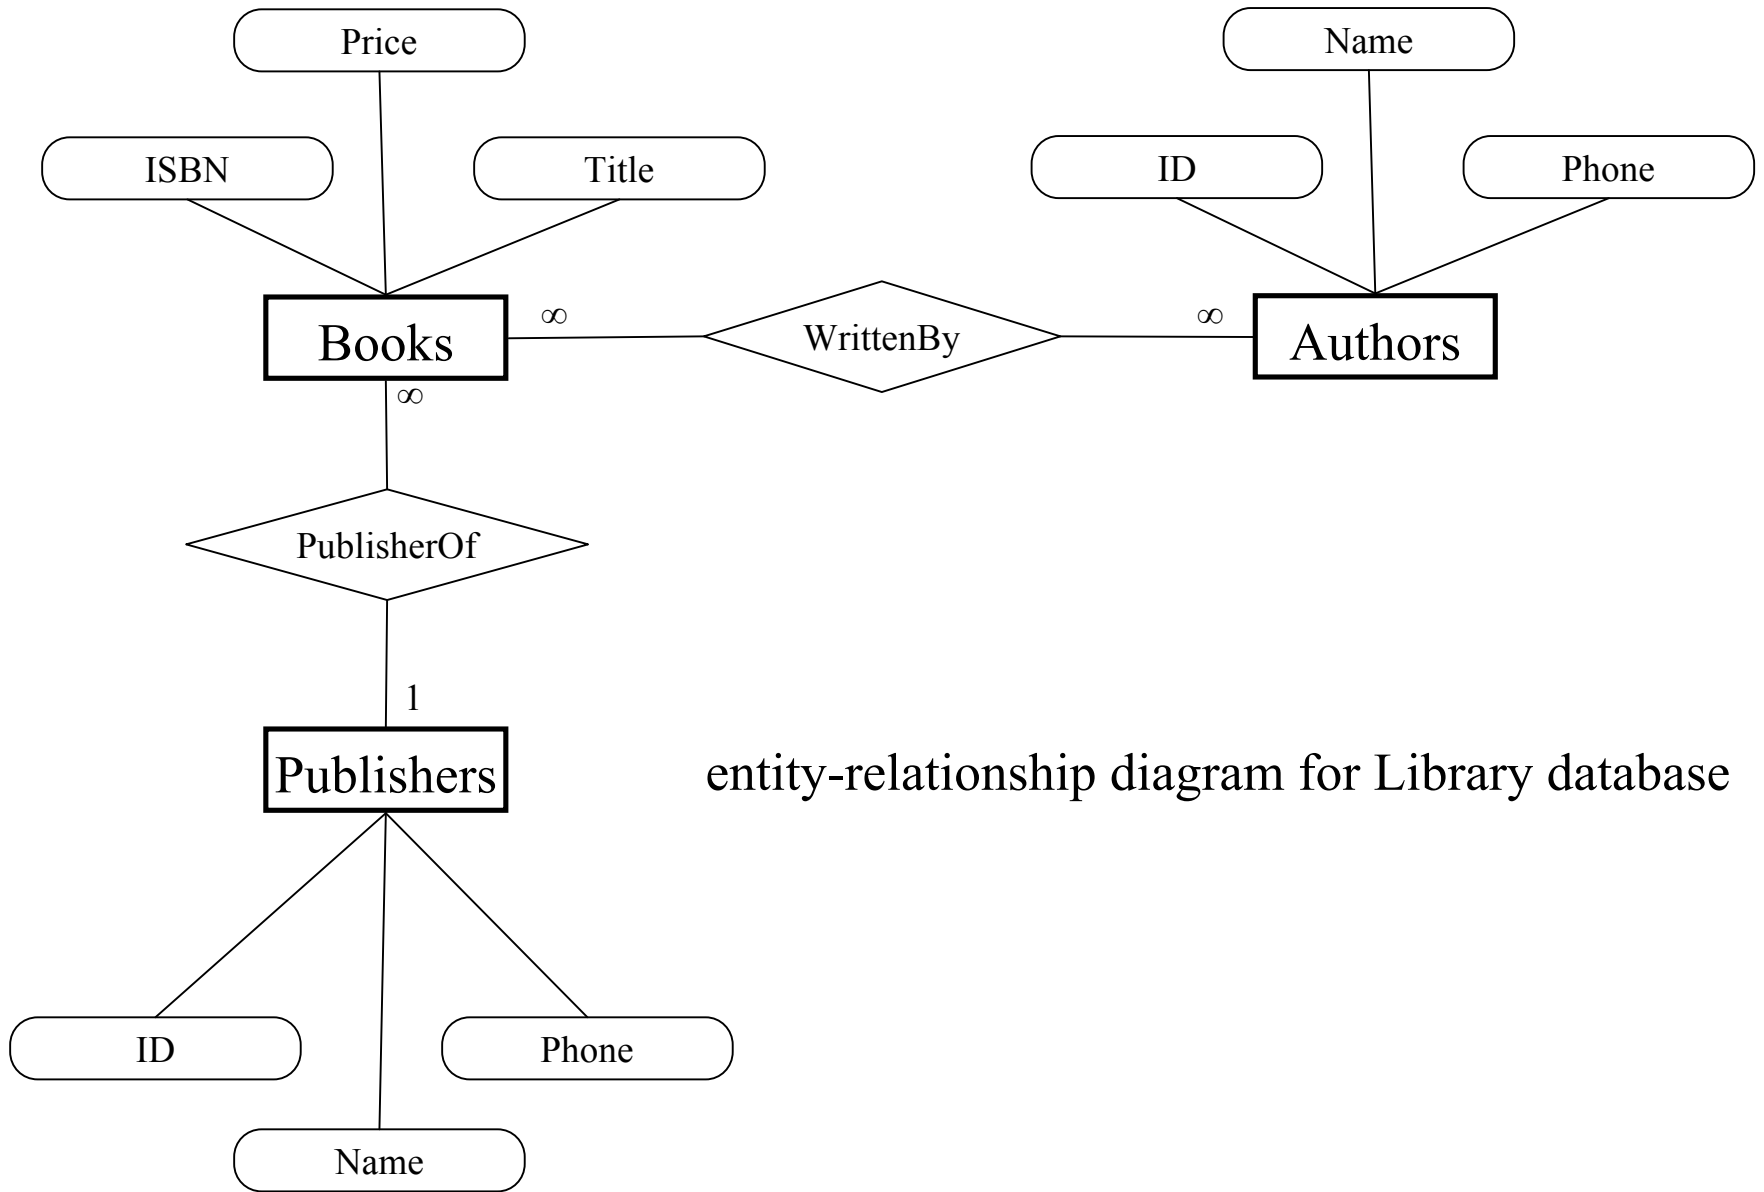 Price
Name
ISBN
Title
ID
Phone
Books
∞
WrittenBy
∞
Authors
∞
PublisherOf
1
Publishers
entity-relationship diagram for Library database
ID
Phone
Name